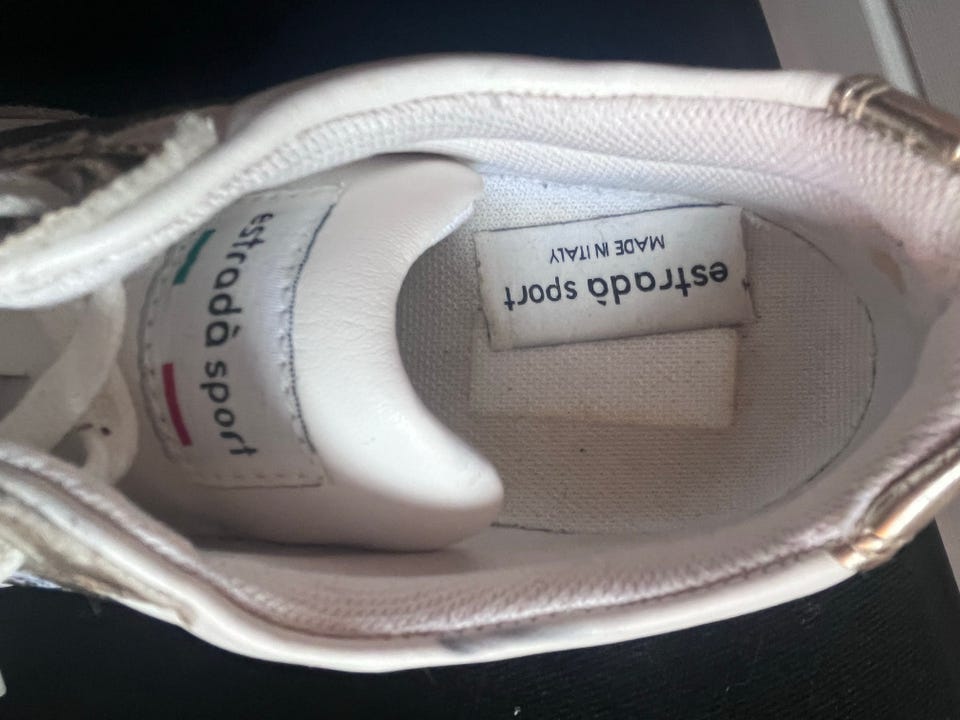 estradà sport
estradà sport
MADE IN ITALY